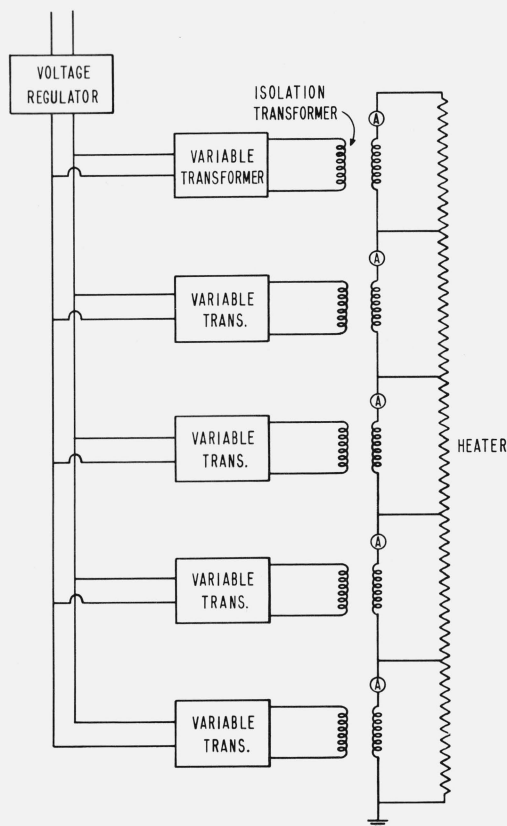 VOLTAGE
REGULATOR
ISOLATION
TRANSFORMER
A
VARIABLE
TRANSFORMER
A
VARIABLE
TRANS.
A
VARIABLE
TRANS.
HEATER
A
VARIABLE
TRANS.
A
VARIABLE
TRANS.